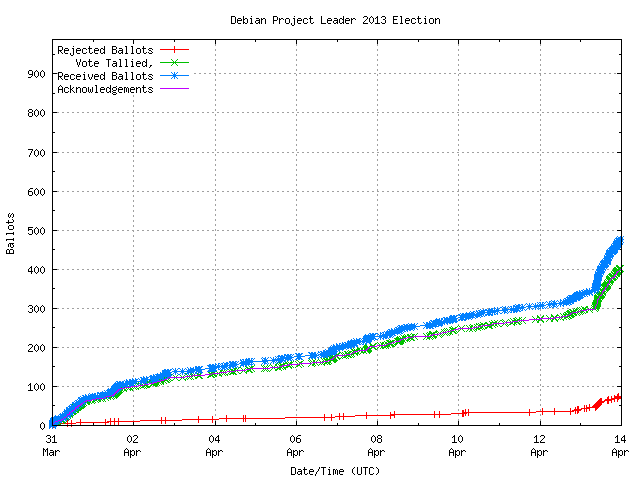 Debian Project Leader 2013 Election
Rejected Ballots
Vote Tallied,
Received Ballots
Acknowledgements
900
800
700
600
500
400
300
200
100
0
Ballots
31 02 04 06 08 10 12 14
Mar Apr Apr Apr Apr Apr Apr Apr
Date/Time (UTC)